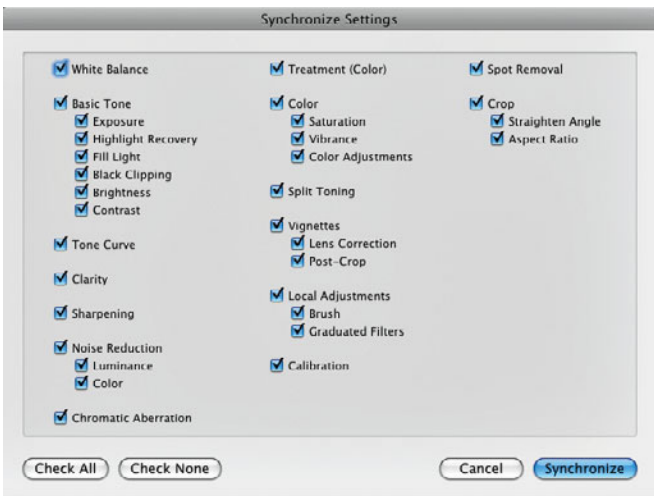 Synchronize Settings
White Balance
Basic Tone
Exposure
Highlight Recovery
Fill Light
Black Clipping
Brightness
Contrast
Tone Curve
Clarity
Sharpening
Noise Reduction
Luminance
Color
Chromatic Aberration
Treatment (Color)
Color
Saturation
Vibrance
Color Adjustments
Split Toning
Vignettes
Lens Correction
Post-Crop
Local Adjustments
Brush
Graduated Filters
Calibration
Spot Removal
Crop
Straighten Angle
Aspect Ratio
Check All
Check None
Cancel
Synchronize